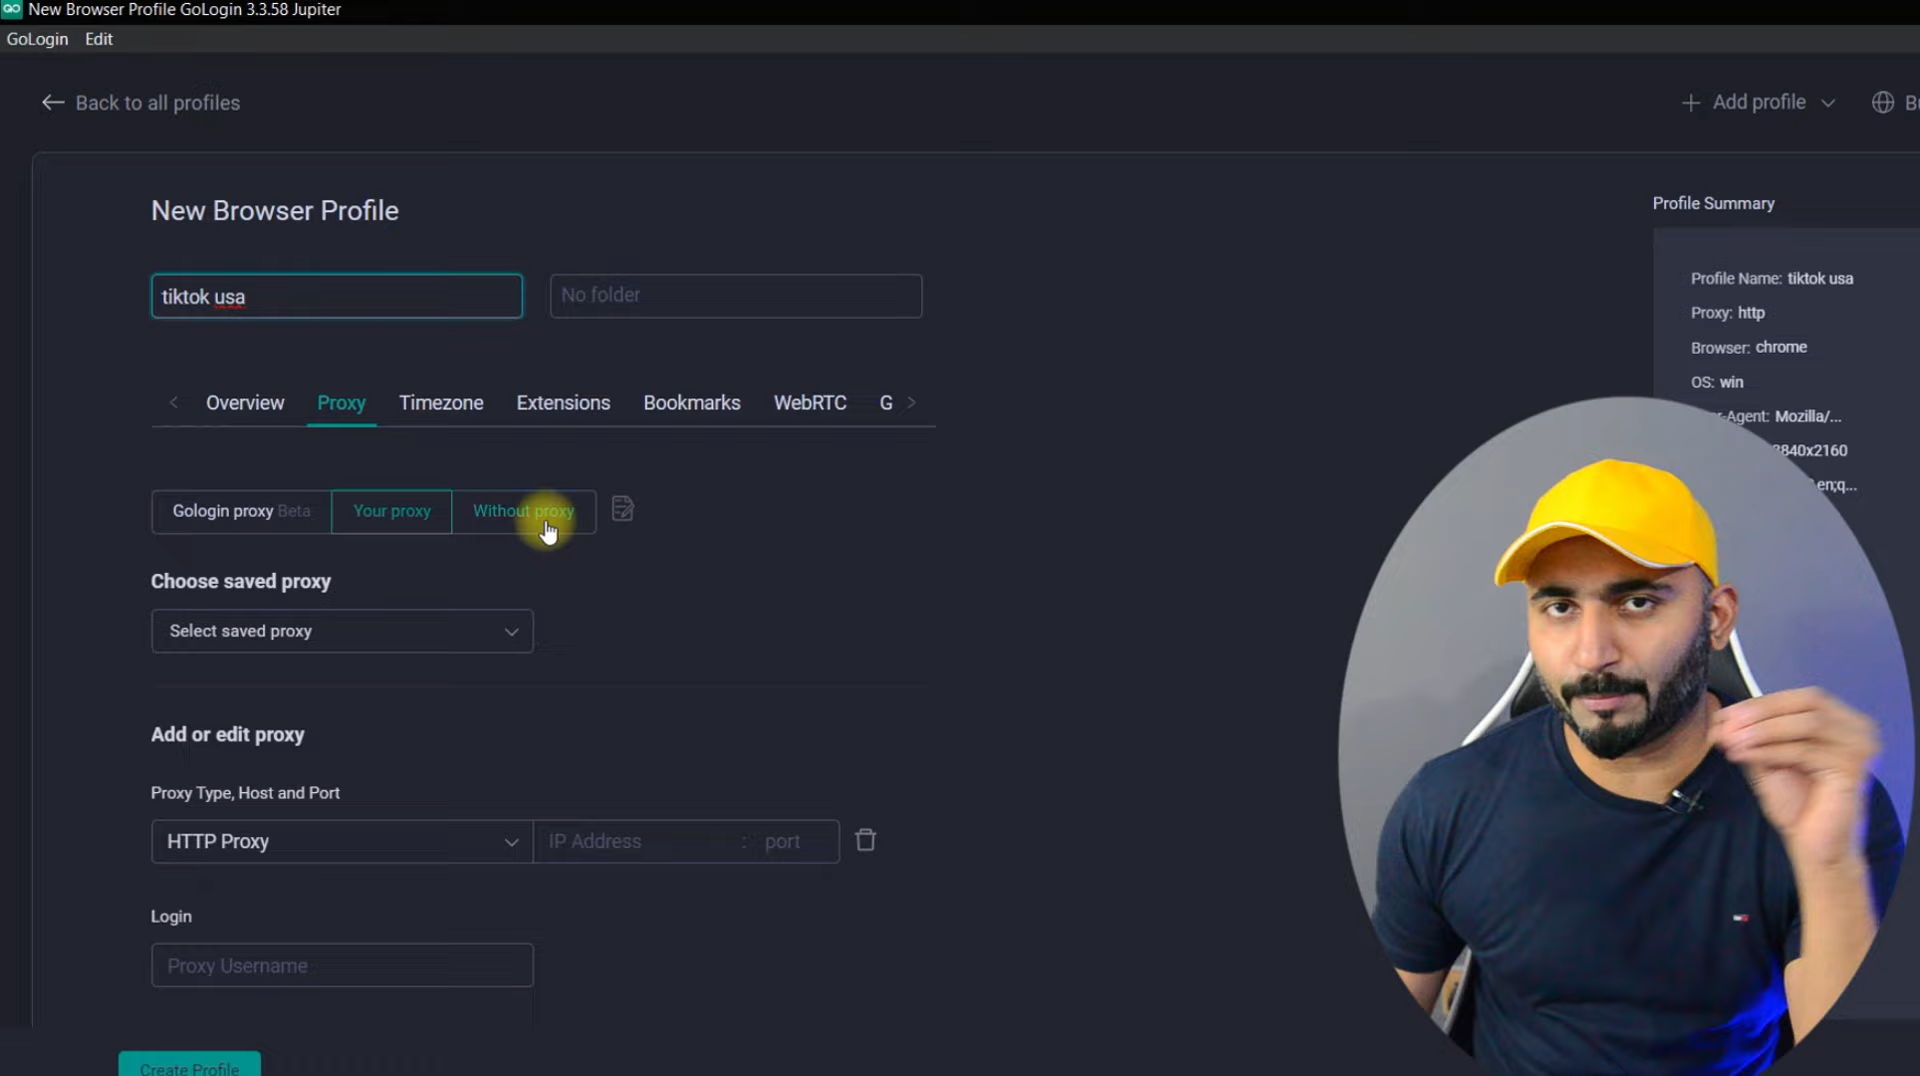 New Browser Profile GoLogin 3.3.58 Jupiter
GoLogin Edit
Back to all profiles
Add profile
New Browser Profile
tiktok usa
No folder
Overview Proxy Timezone Extensions Bookmarks WebRTC G
Gologin proxy Beta Your proxy Without proxy
Choose saved proxy
Select saved proxy
Add or edit proxy
Proxy Type, Host and Port
HTTP Proxy IP Address : port
Login
Proxy Username
Create Profile
Profile Summary
Profile Name: tiktok usa
Proxy: http
Browser: chrome
OS: win
Agent: Mozilla/...
3840x2160
en;q...